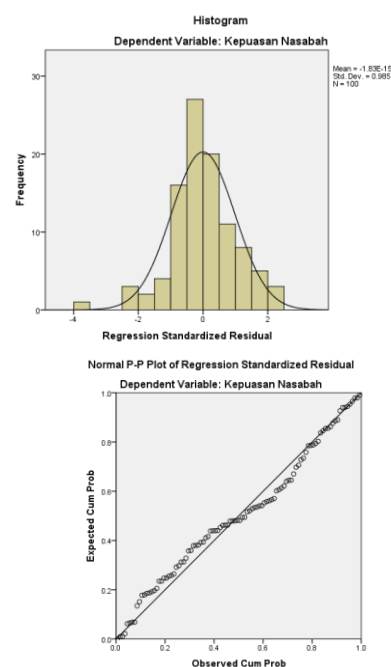 Histogram
Dependent Variable: Kepuasan Nasabah
Mean = -1.83E-15
Std. Dev. = 0.985
N = 100
Frequency
30
20
10
0
-4
-2
0
2
Regression Standardized Residual
Normal P-P Plot of Regression Standardized Residual
Dependent Variable: Kepuasan Nasabah
Expected Cum Prob
1.0
0.8
0.6
0.4
0.2
0.0
0.0 0.2 0.4 0.6 0.8 1.0
Observed Cum Prob